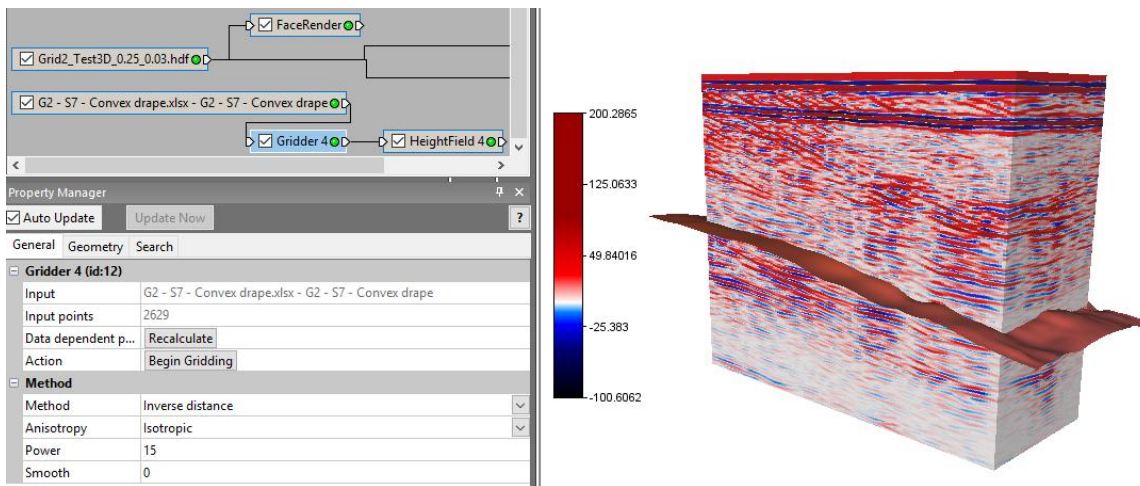 FaceRender
Grid2_Test3D_0.25_0.03.hdf
G2 - S7 - Convex drape.xlsx - G2 - S7 - Convex drape
Gridder 4
HeightField 4
Property Manager
Auto Update
Update Now
?
General
Geometry
Search
Gridder 4 (id:12)
Input
G2 - S7 - Convex drape.xlsx - G2 - S7 - Convex drape
Input points
2629
Data dependent p...
Recalculate
Action
Begin Gridding
Method
Method
Inverse distance
Anisotropy
Isotropic
Power
15
Smooth
0
200.2865
125.0633
49.84016
-25.383
-100.6062